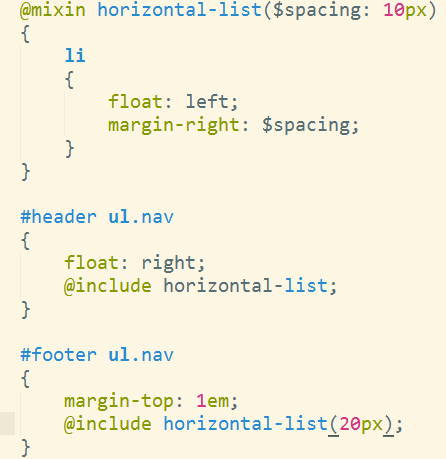 @mixin horizontal-list($spacing: 10px)
{
    li
    {
        float: left;
        margin-right: $spacing;
    }
}

#header ul.nav
{
    float: right;
    @include horizontal-list;
}

#footer ul.nav
{
    margin-top: 1em;
    @include horizontal-list(20px);
}